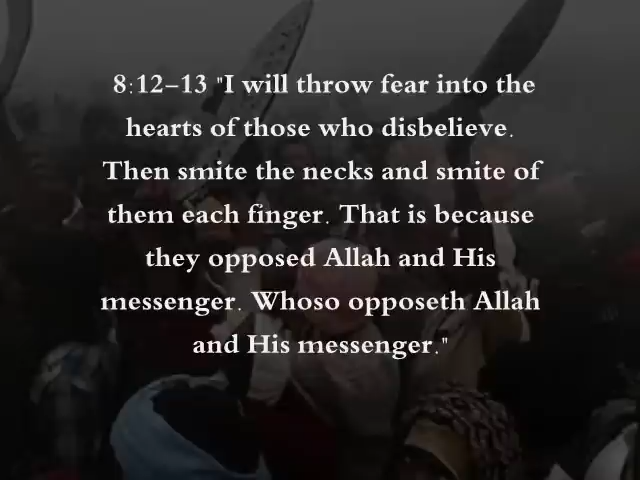 8:12-13 "I will throw fear into the
hearts of those who disbelieve.
Then smite the necks and smite of
them each finger. That is because
they opposed Allah and His
messenger. Whoso opposeth Allah
and His messenger."